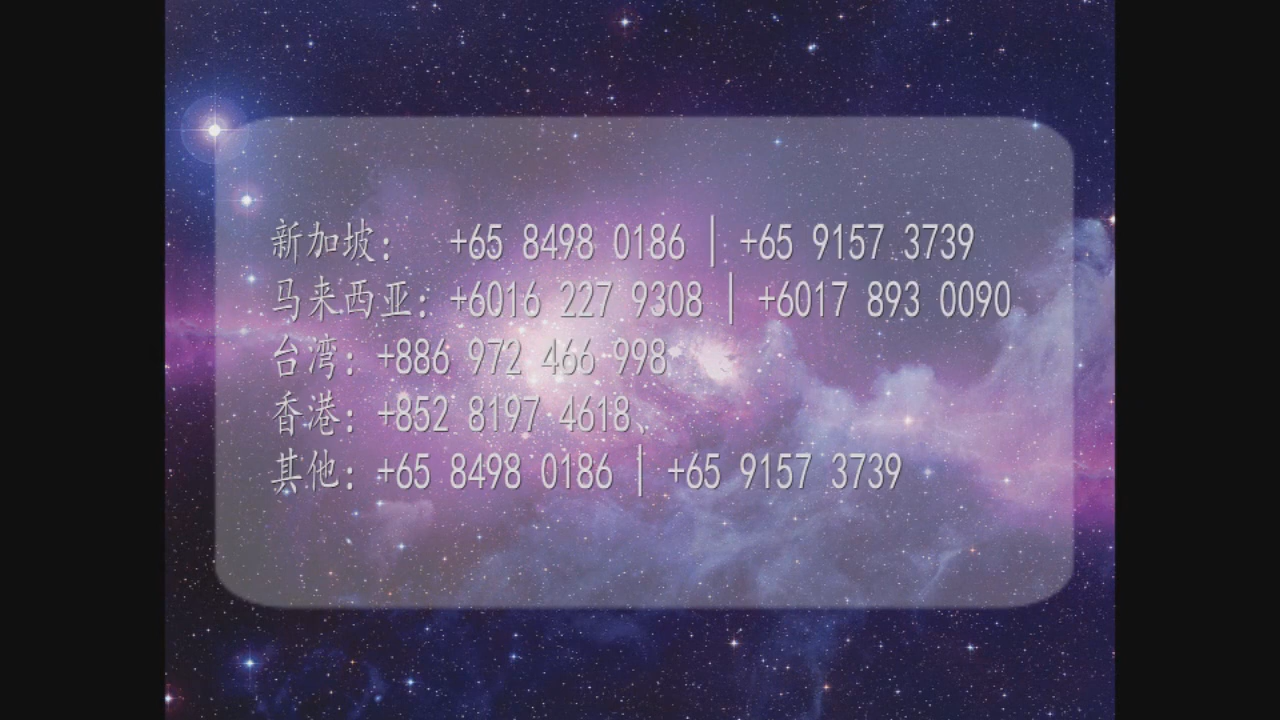 新加坡： +65 8498 0186 | +65 9157 3739
马来西亚：+6016 227 9308 | +6017 893 0090
台湾：+886 972 466 998
香港：+852 8197 4618、
其他：+65 8498 0186 | +65 9157 3739